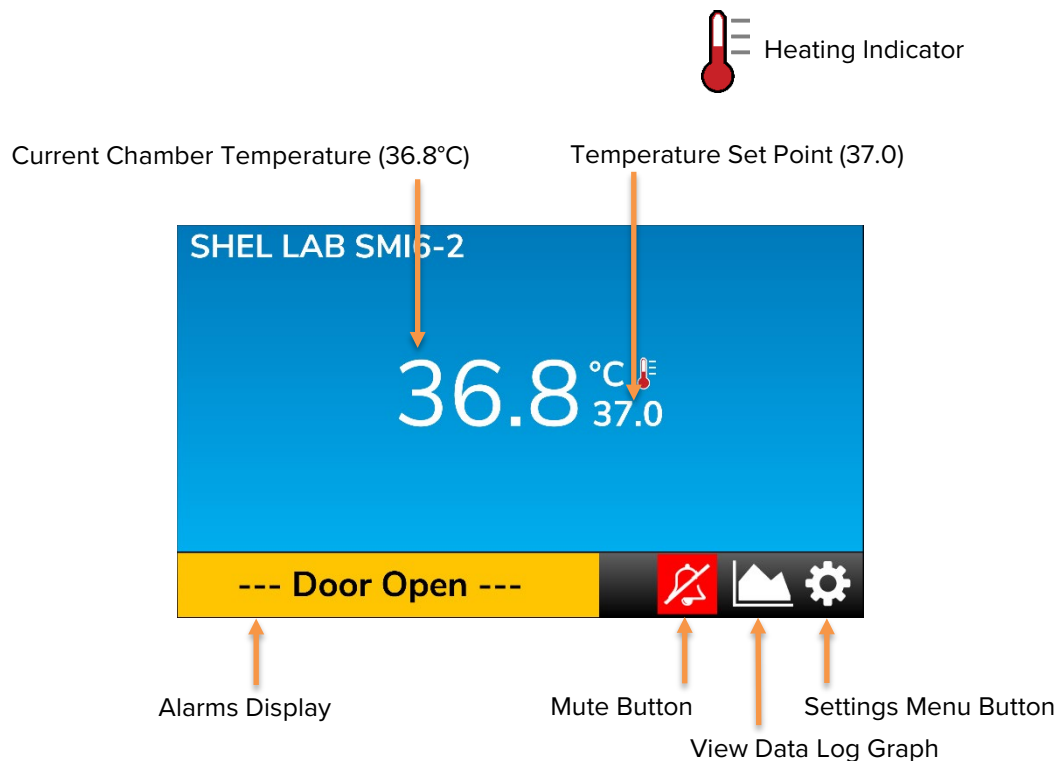 Heating Indicator
Current Chamber Temperature (36.8°C)
Temperature Set Point (37.0)
SHEL LAB SMI6-2
36.8 °C
37.0
--- Door Open ---
Alarms Display
Mute Button
Settings Menu Button
View Data Log Graph